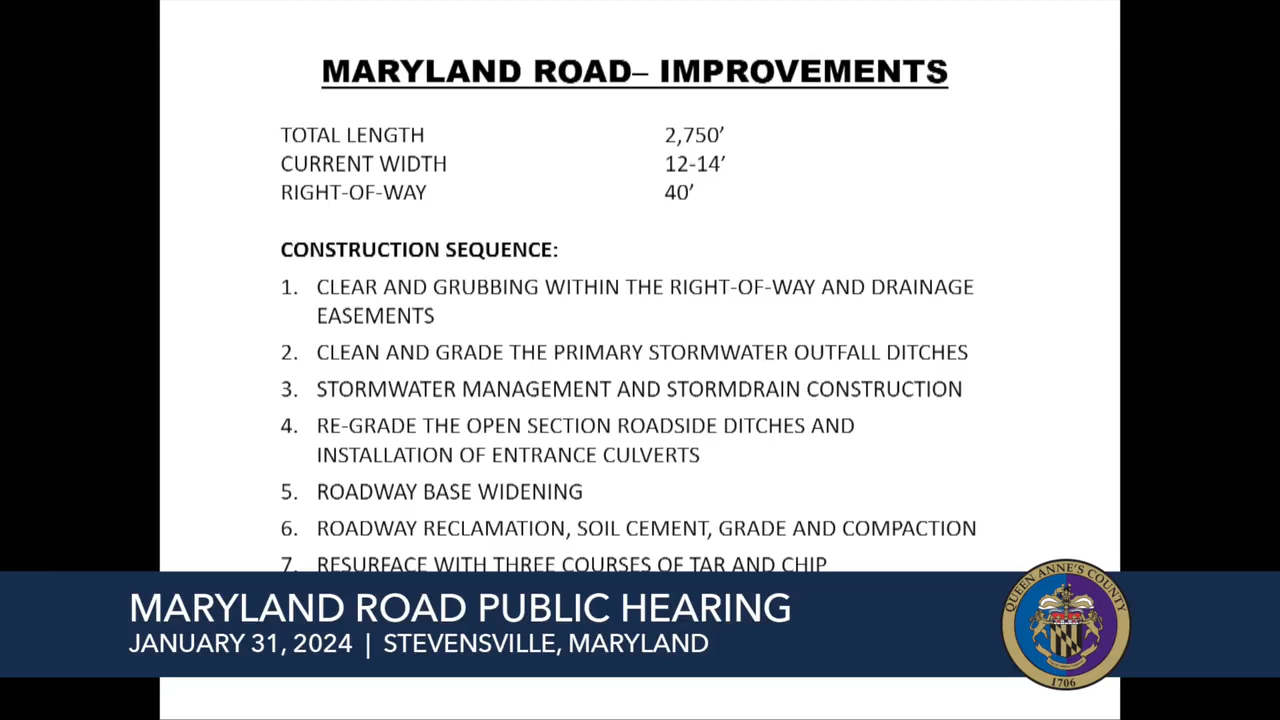 MARYLAND ROAD– IMPROVEMENTS
TOTAL LENGTH 2,750’
CURRENT WIDTH 12-14’
RIGHT-OF-WAY 40’
CONSTRUCTION SEQUENCE:
1. CLEAR AND GRUBBING WITHIN THE RIGHT-OF-WAY AND DRAINAGE
EASEMENTS
2. CLEAN AND GRADE THE PRIMARY STORMWATER OUTFALL DITCHES
3. STORMWATER MANAGEMENT AND STORMDRAIN CONSTRUCTION
4. RE-GRADE THE OPEN SECTION ROADSIDE DITCHES AND
INSTALLATION OF ENTRANCE CULVERTS
5. ROADWAY BASE WIDENING
6. ROADWAY RECLAMATION, SOIL CEMENT, GRADE AND COMPACTION
7. RESURFACE WITH THREE COURSES OF TAR AND CHIP
MARYLAND ROAD PUBLIC HEARING
JANUARY 31, 2024 | STEVENSVILLE, MARYLAND
QUEEN ANNE'S COUNTY
1706